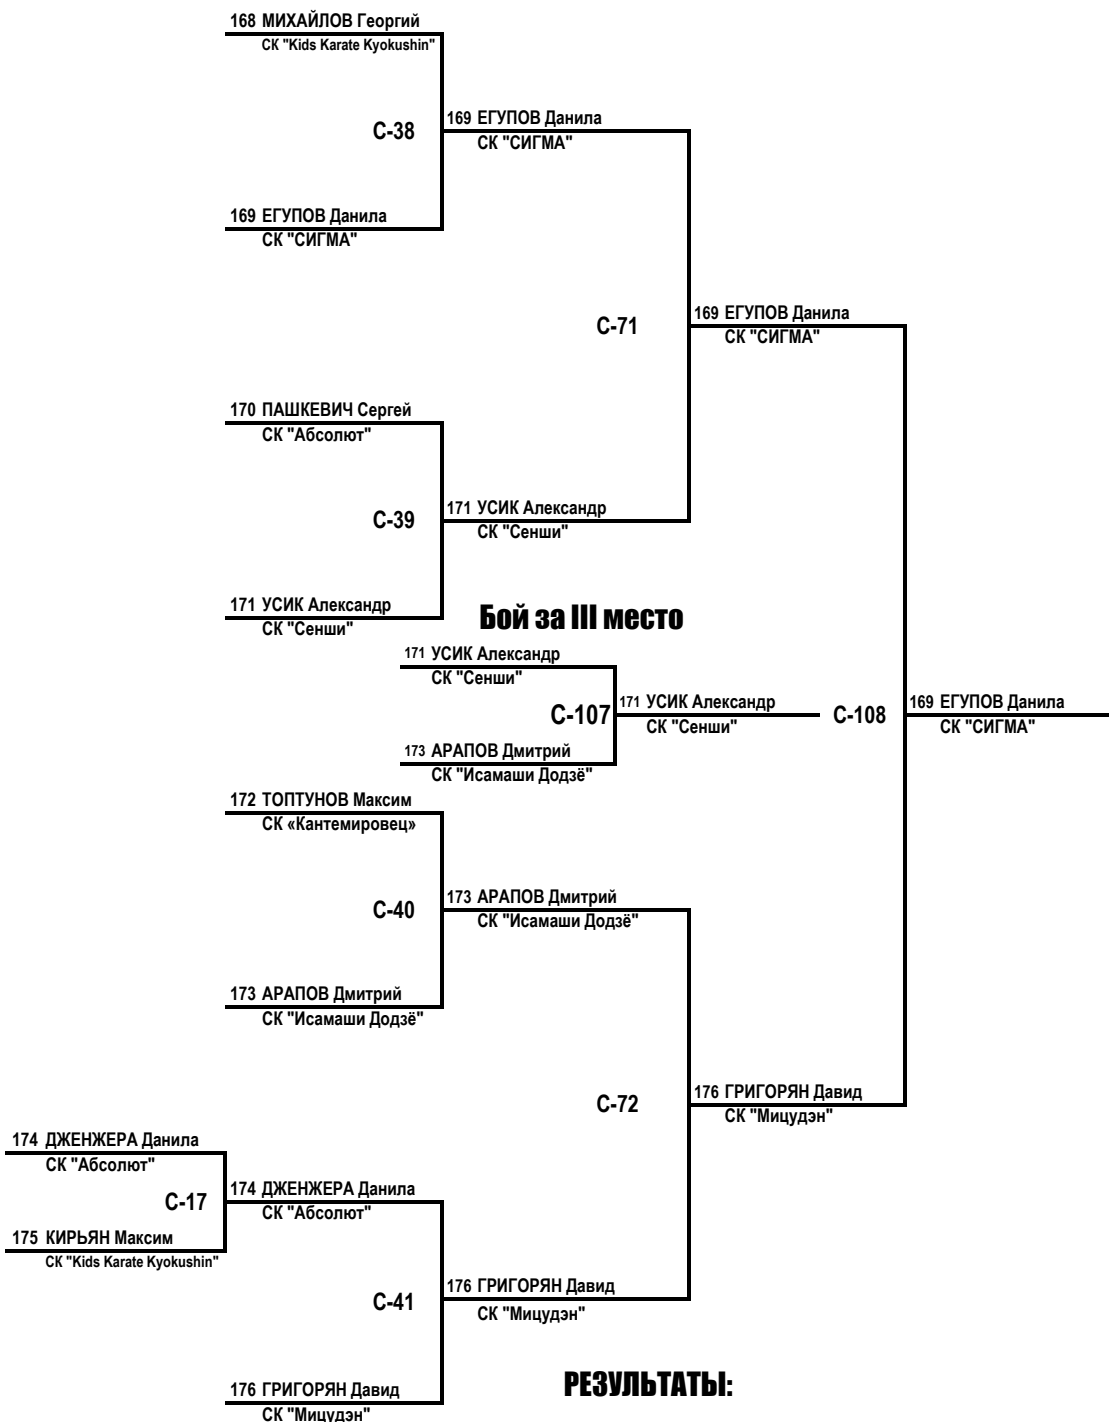 168 МИХАЙЛОВ Георгий
СК "Kids Karate Kyokushin"
С-38
169 ЕГУПОВ Данила
СК "СИГМА"
169 ЕГУПОВ Данила
СК "СИГМА"
С-71
169 ЕГУПОВ Данила
СК "СИГМА"
170 ПАШКЕВИЧ Сергей
СК "Абсолют"
С-39
171 УСИК Александр
СК "Сенши"
171 УСИК Александр
СК "Сенши"
Бой за III место
171 УСИК Александр
СК "Сенши"
С-107
171 УСИК Александр
СК "Сенши"
С-108
169 ЕГУПОВ Данила
СК "СИГМА"
173 АРАПОВ Дмитрий
СК "Исамаши Додзё"
172 ТОПТУНОВ Максим
СК «Кантемировец»
С-40
173 АРАПОВ Дмитрий
СК "Исамаши Додзё"
173 АРАПОВ Дмитрий
СК "Исамаши Додзё"
С-72
176 ГРИГОРЯН Давид
СК "Мицудэн"
174 ДЖЕНЖЕРА Данила
СК "Абсолют"
С-17
174 ДЖЕНЖЕРА Данила
СК "Абсолют"
175 КИРЬЯН Максим
СК "Kids Karate Kyokushin"
С-41
176 ГРИГОРЯН Давид
СК "Мицудэн"
176 ГРИГОРЯН Давид
СК "Мицудэн"
РЕЗУЛЬТАТЫ: